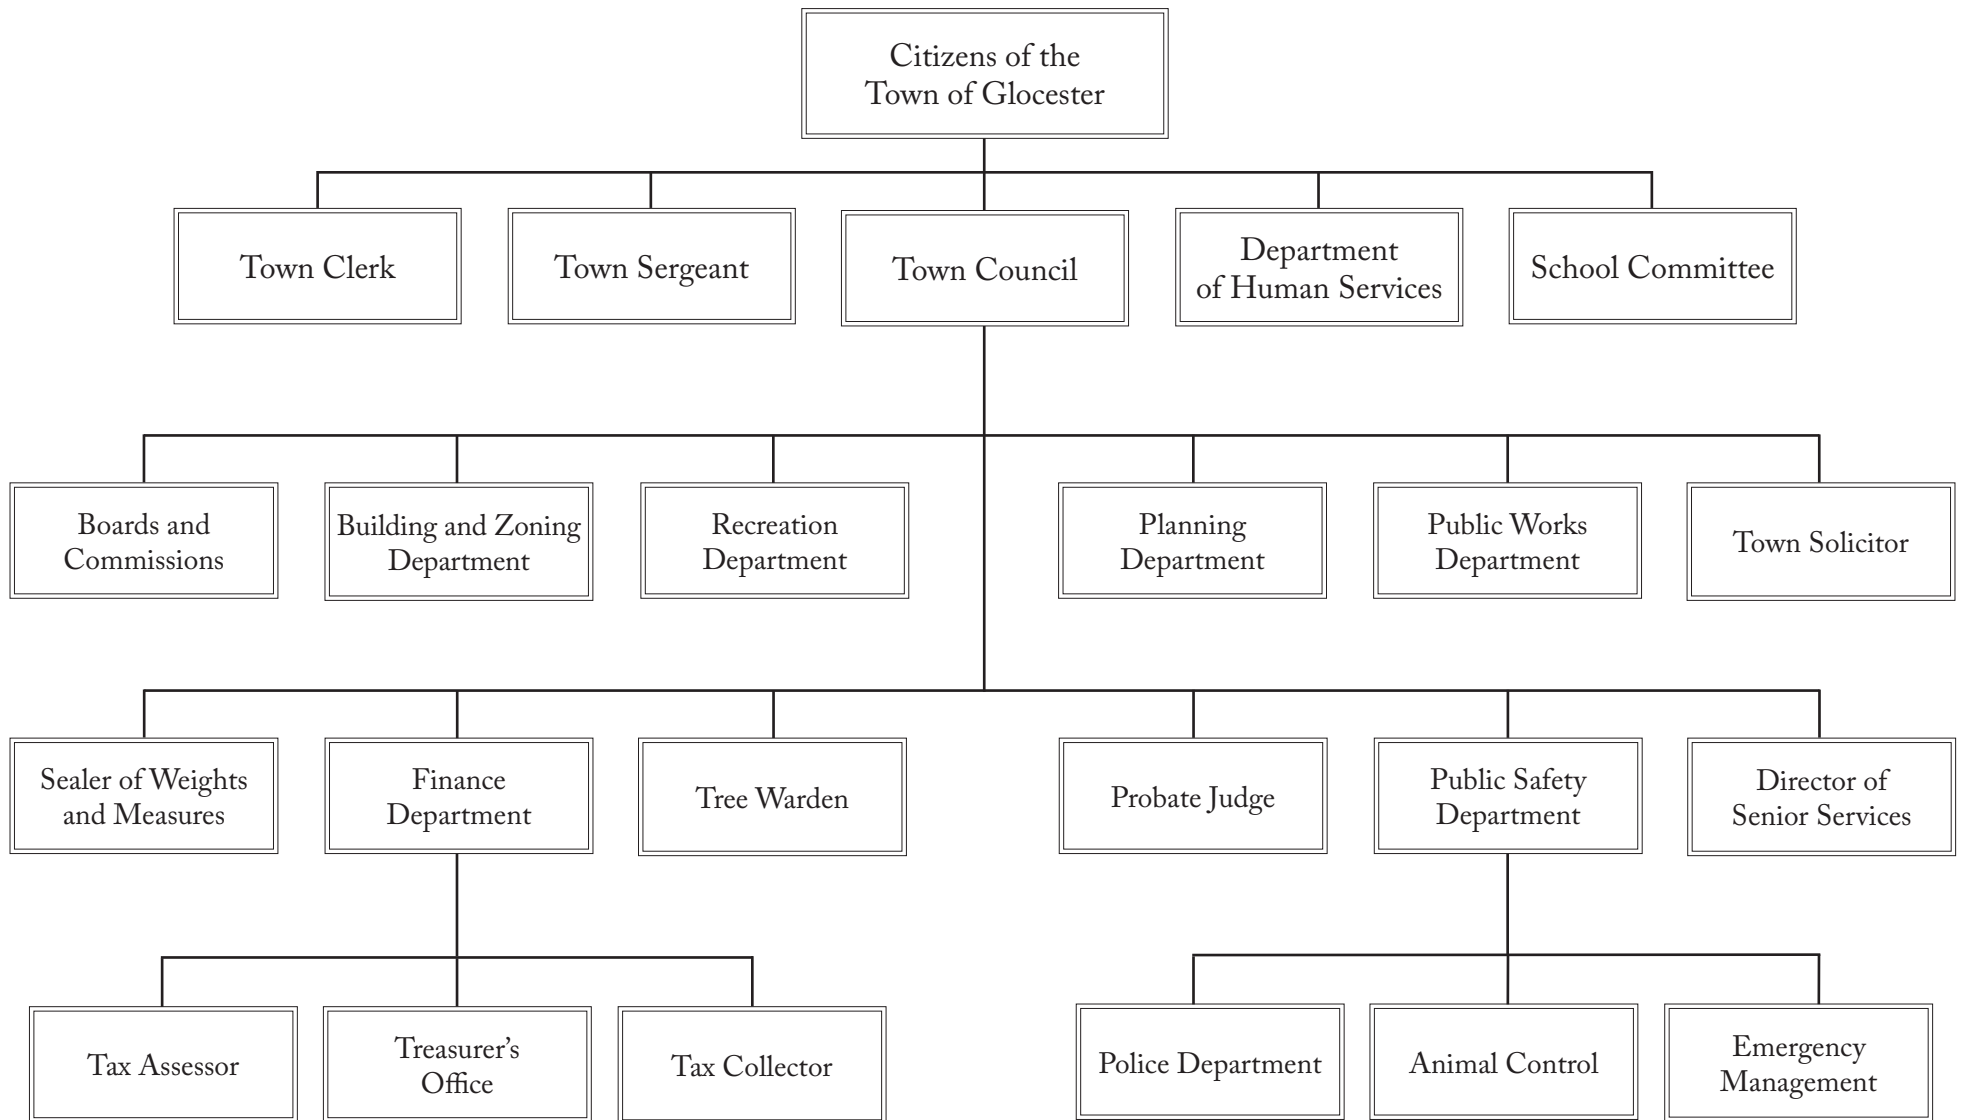 Citizens of the
Town of Glocester
Town Clerk
Town Sergeant
Town Council
Department
of Human Services
School Committee
Boards and
Commissions
Building and Zoning
Department
Recreation
Department
Planning
Department
Public Works
Department
Town Solicitor
Sealer of Weights
and Measures
Finance
Department
Tree Warden
Probate Judge
Public Safety
Department
Director of
Senior Services
Tax Assessor
Treasurer's
Office
Tax Collector
Police Department
Animal Control
Emergency
Management